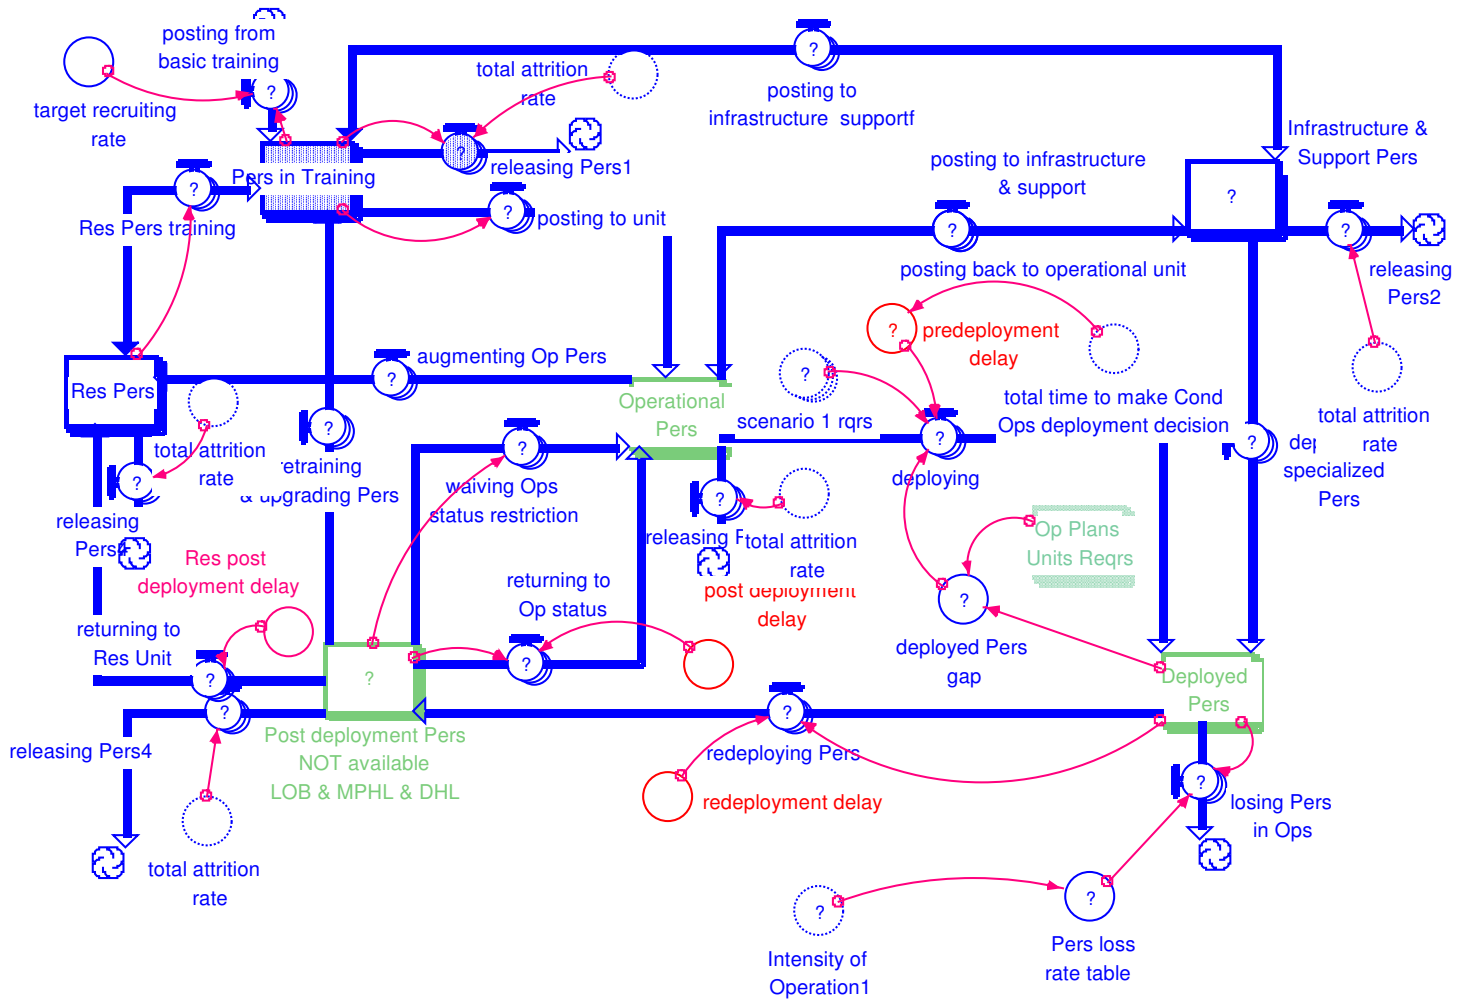 posting from
basic training
target recruiting
rate
total attrition
rate
releasing Pers1
posting to
infrastructure supportf
Infrastructure &
Support Pers
Pers in Training
posting to unit
Res Pers training
posting to infrastructure
& support
posting back to operational unit
releasing
Pers2
predeployment
delay
augmenting Op Pers
Res Pers
Operational
Pers
total time to make Cond
Ops deployment decision
scenario 1 rqrs
total attrition
rate
total attrition
rate
retraining
& upgrading Pers
waiving Ops
status restriction
deploying
specialized
Pers
releasing
Pers
releasing
total attrition
rate
Op Plans
Units Reqrs
Res post
deployment delay
returning to
Op status
post deployment
delay
returning to
Res Unit
deployed Pers
gap
Deployed
Pers
Post deployment Pers
NOT available
LOB & MPHL & DHL
releasing Pers4
redeploying Pers
redeployment delay
losing Pers
in Ops
total attrition
rate
Pers loss
rate table
Intensity of
Operation1
? ? ? ? ? ? ? ? ? ? ? ? ? ? ? ? ? ? ? ? ? ? ? ? ? ?